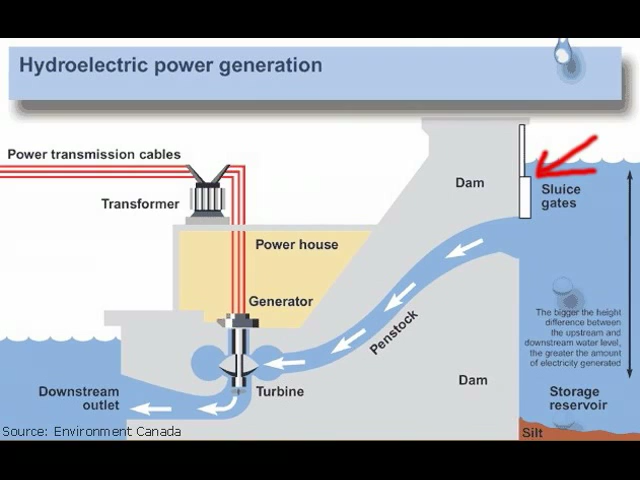 Hydroelectric power generation
Power transmission cables
Transformer
Dam
Sluice
gates
Power house
Generator
The bigger the height
difference between the
upstream and
downstream water level,
the greater the amount
of electricity generated
Penstock
Turbine
Dam
Downstream
outlet
Storage
reservoir
Source: Environment Canada
Silt